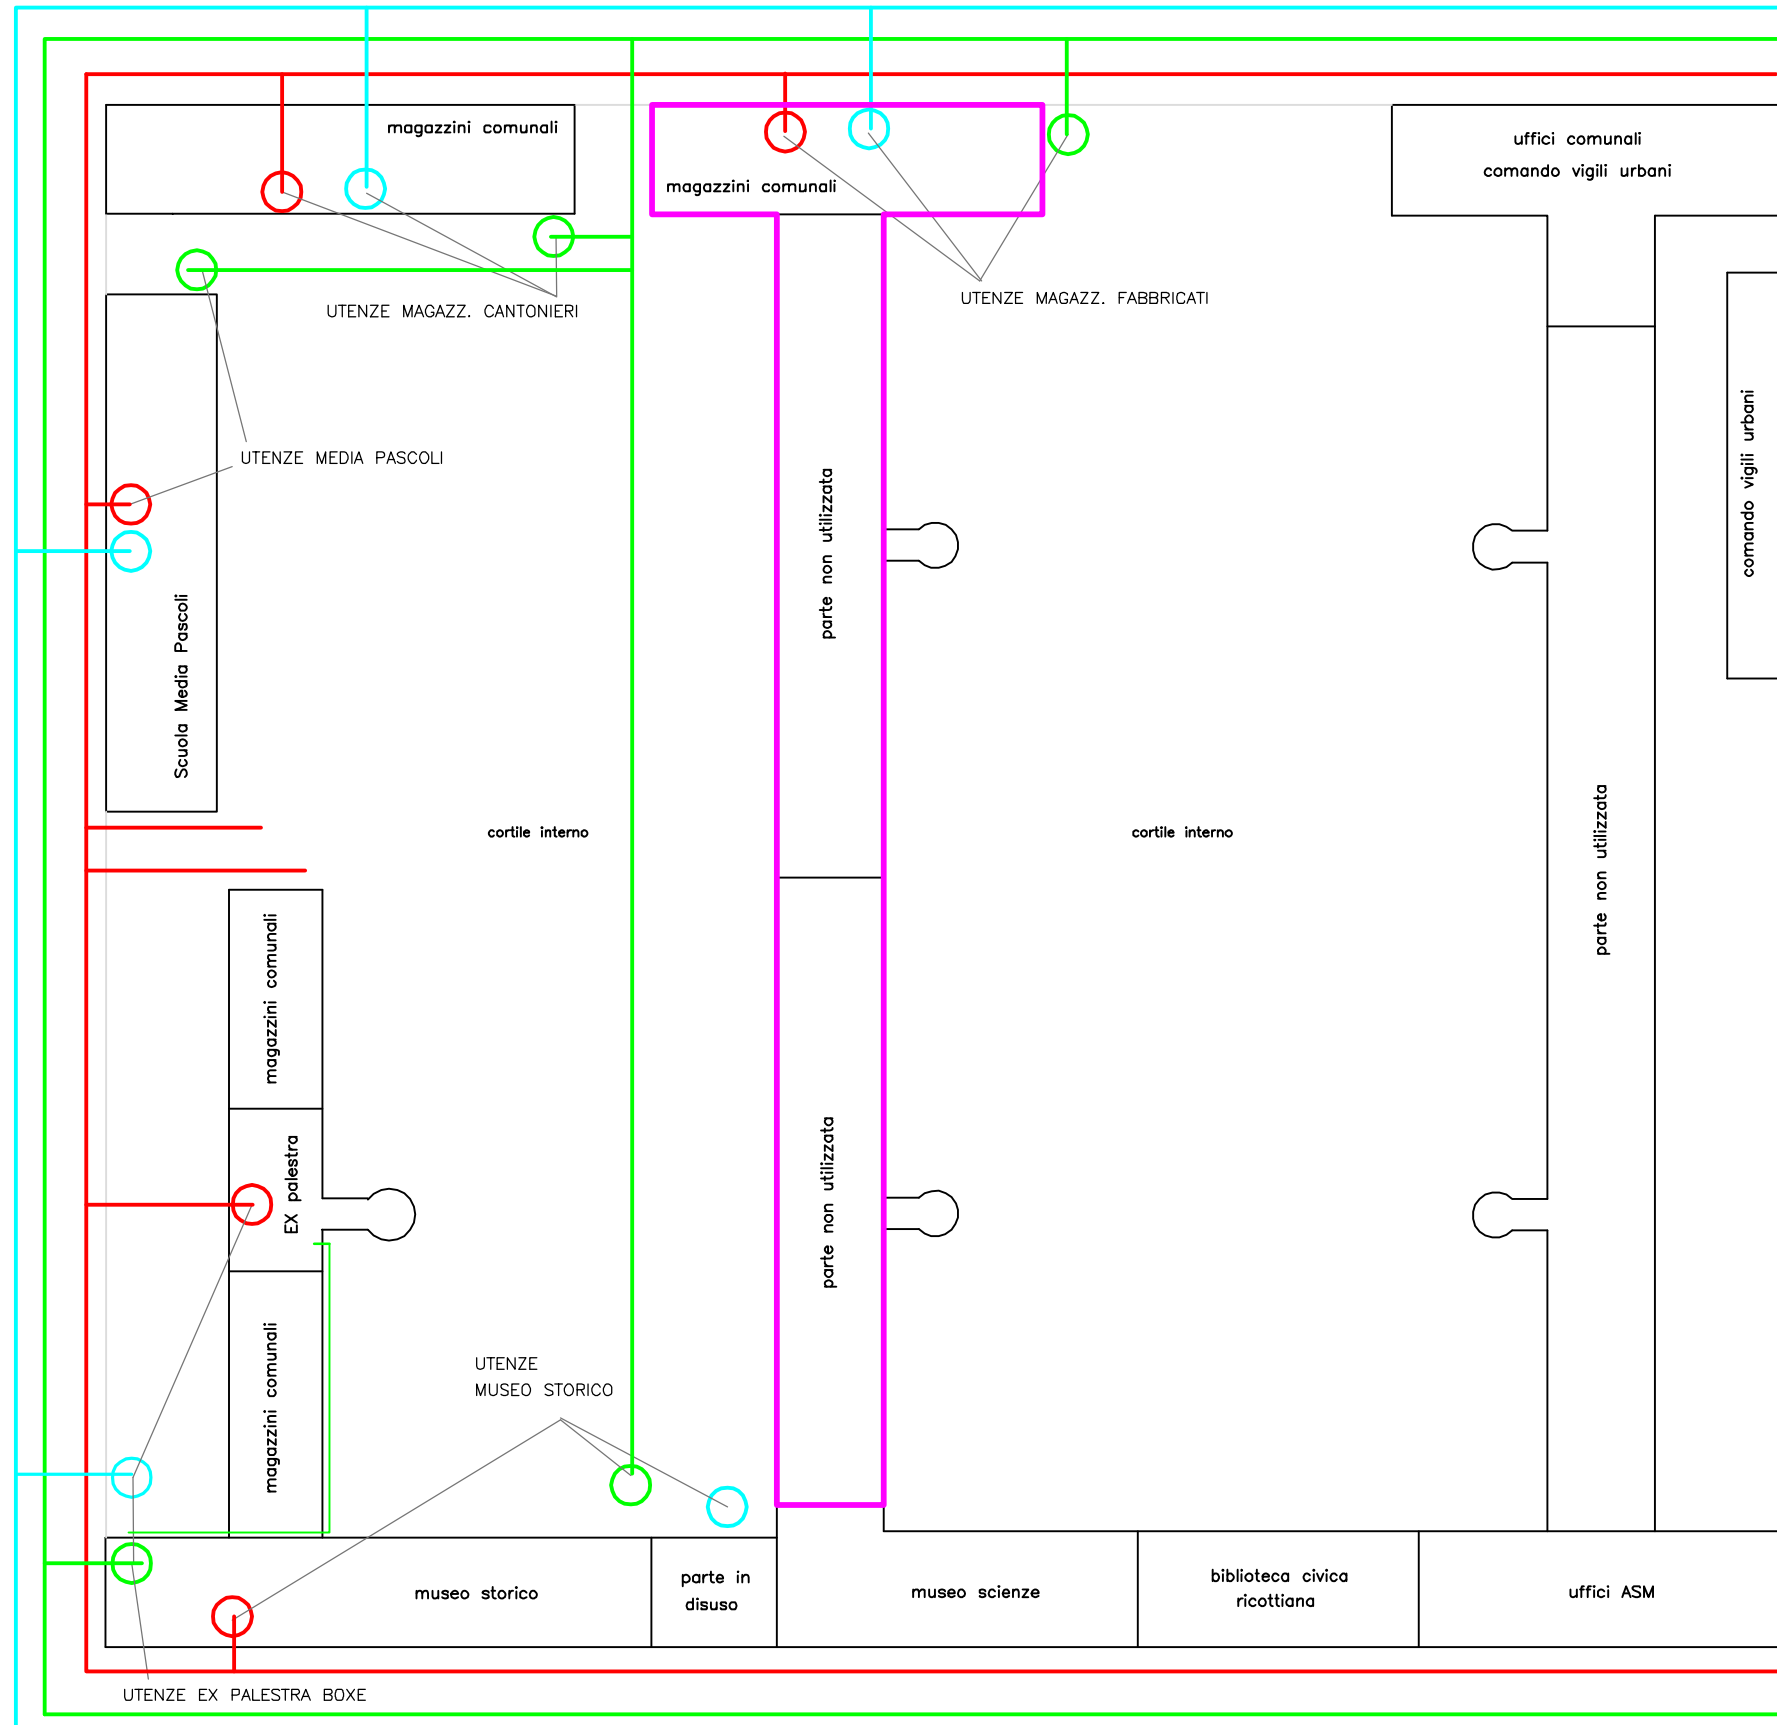 magazzini comunali
magazzini comunali
uffici comunali
comando vigili urbani
UTENZE MAGAZZ. CANTONIERI
UTENZE MAGAZZ. FABBRICATI
UTENZE MEDIA PASCOLI
Scuola Media Pascoli
parte non utilizzata
comando vigili urbani
cortile interno
cortile interno
parte non utilizzata
magazzini comunali
EX palestra
parte non utilizzata
magazzini comunali
UTENZE
MUSEO STORICO
museo storico
parte in
disuso
museo scienze
biblioteca civica
ricottiana
uffici ASM
UTENZE EX PALESTRA BOXE